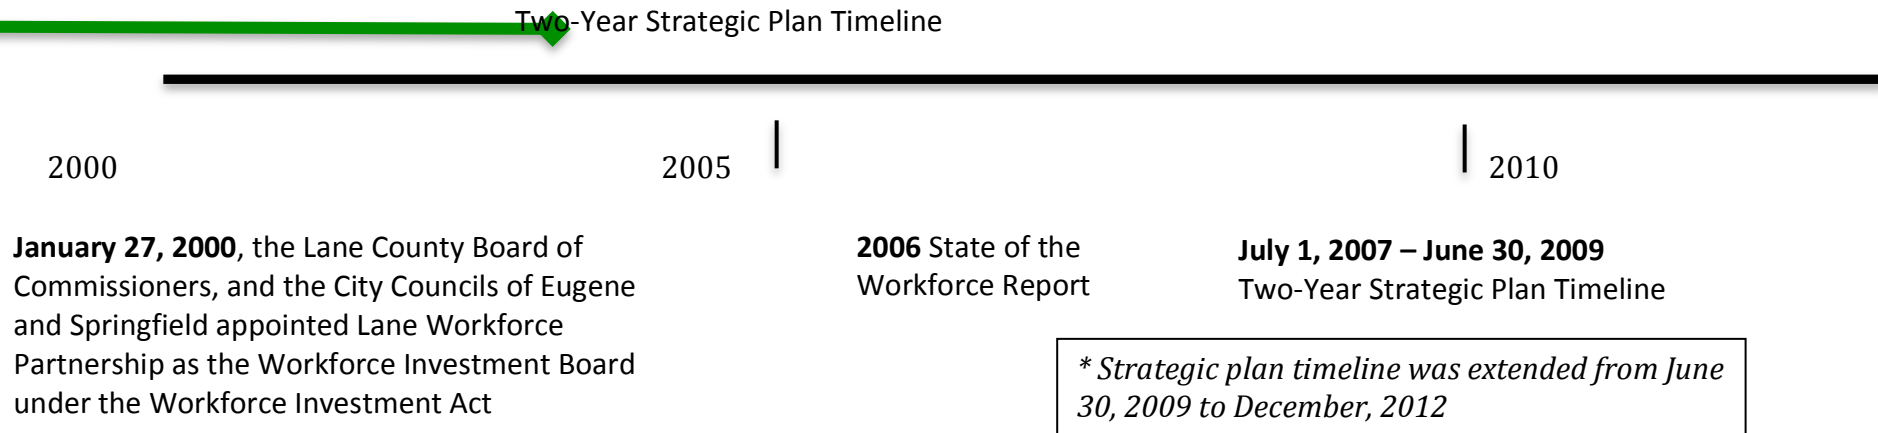 Two-Year Strategic Plan Timeline
2000
2005
2010
January 27, 2000, the Lane County Board of
Commissioners, and the City Councils of Eugene
and Springfield appointed Lane Workforce
Partnership as the Workforce Investment Board
under the Workforce Investment Act
2006 State of the
Workforce Report
July 1, 2007 – June 30, 2009
Two-Year Strategic Plan Timeline
* Strategic plan timeline was extended from June
30, 2009 to December, 2012